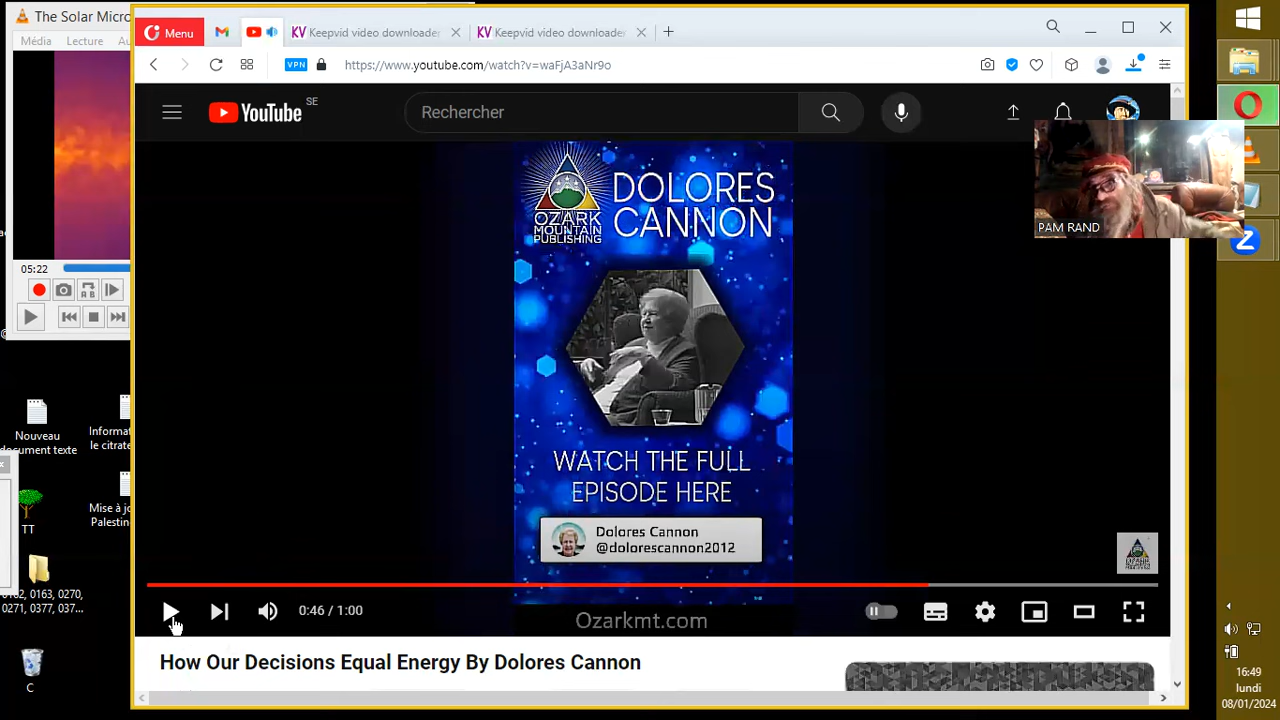 The Solar Micro
Média Lecture Au
05:22
Menu
KV Keepvid video downloader
KV Keepvid video downloader
VPN
https://www.youtube.com/watch?v=waFjA3aNr9o
YouTube
SE
Rechercher
PAM RAND
OZARK
MOUNTAIN
PUBLISHING
DOLORES
CANNON
WATCH THE FULL
EPISODE HERE
Dolores Cannon
@dolorescannon2012
0:46 / 1:00
Ozarkmt.com
How Our Decisions Equal Energy By Dolores Cannon
Nouveau
document texte
Informat
le citrate
TT
Mise à jo
Palestin
0162, 0163, 0270,
0271, 0377, 037...
C
16:49
lundi
08/01/2024